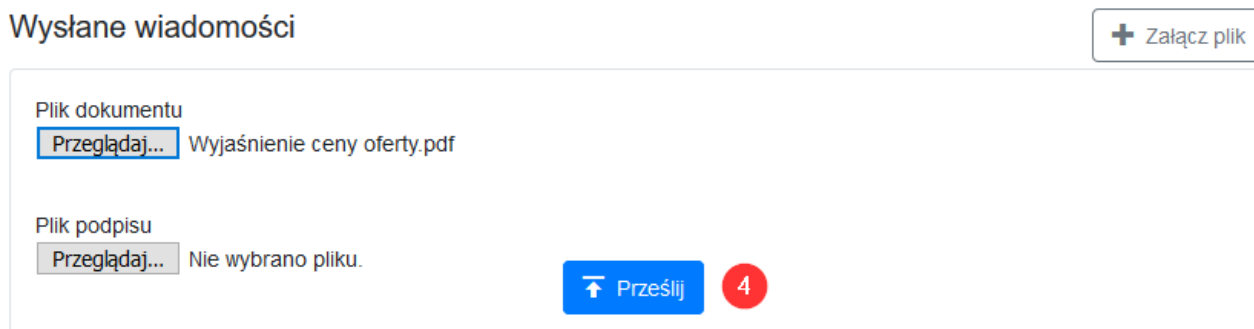 Wysłane wiadomości
Załącz plik
Plik dokumentu
Przeglądaj... Wyjaśnienie ceny oferty.pdf
Plik podpisu
Przeglądaj... Nie wybrano pliku.
Prześlij 4